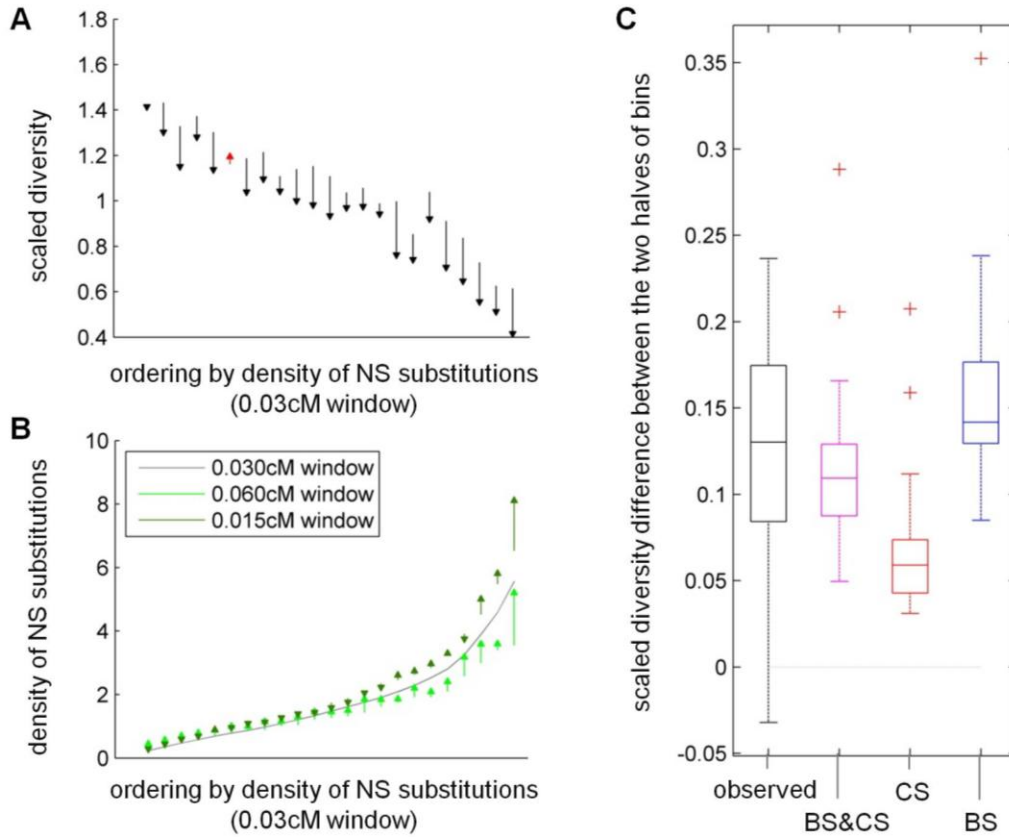 A
1.8
1.6
1.4
1.2
1
0.8
0.6
0.4
scaled diversity
ordering by density of NS substitutions
(0.03cM window)
B
10
8
6
4
2
0
density of NS substitutions
0.030cM window
0.060cM window
0.015cM window
ordering by density of NS substitutions
(0.03cM window)
C
0.35
0.3
0.25
0.2
0.15
0.1
0.05
0
-0.05
scaled diversity difference between the two halves of bins
observed
BS&CS
CS
BS